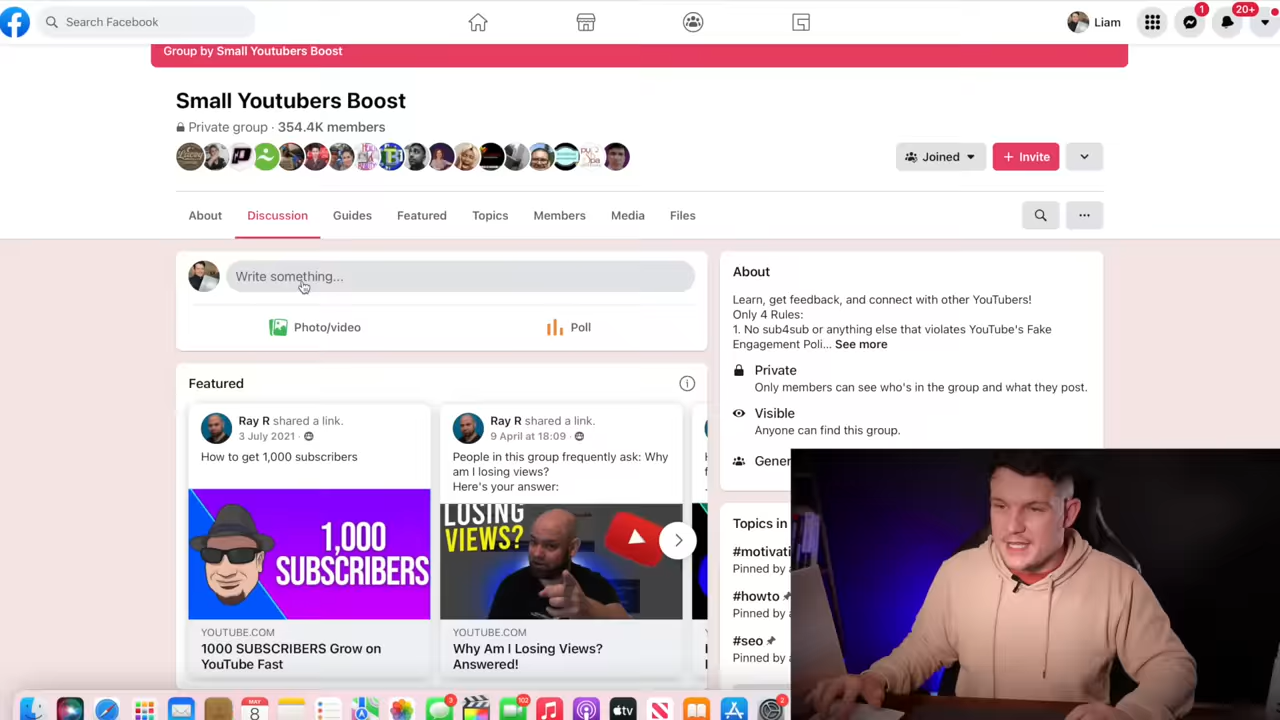 Search Facebook
Liam
1
20+
Group by Small Youtubers Boost
Small Youtubers Boost
Private group · 354.4K members
Joined
+ Invite
About
Discussion
Guides
Featured
Topics
Members
Media
Files
Write something...
Photo/video
Poll
Featured
Ray R shared a link.
3 July 2021 ·
How to get 1,000 subscribers
1,000
SUBSCRIBERS
YOUTUBE.COM
1000 SUBSCRIBERS Grow on
YouTube Fast
Ray R shared a link.
9 April at 18:09 ·
People in this group frequently ask: Why
am I losing views?
Here's your answer:
LOSING
VIEWS?
YOUTUBE.COM
Why Am I Losing Views?
Answered!
About
Learn, get feedback, and connect with other YouTubers!
Only 4 Rules:
1. No sub4sub or anything else that violates YouTube's Fake
Engagement Poli... See more
Private
Only members can see who's in the group and what they post.
Visible
Anyone can find this group.
Gener
Topics in
#motivati
Pinned by
#howto
Pinned by
#seo
Pinned by
MAY
8
3
102
tv
2